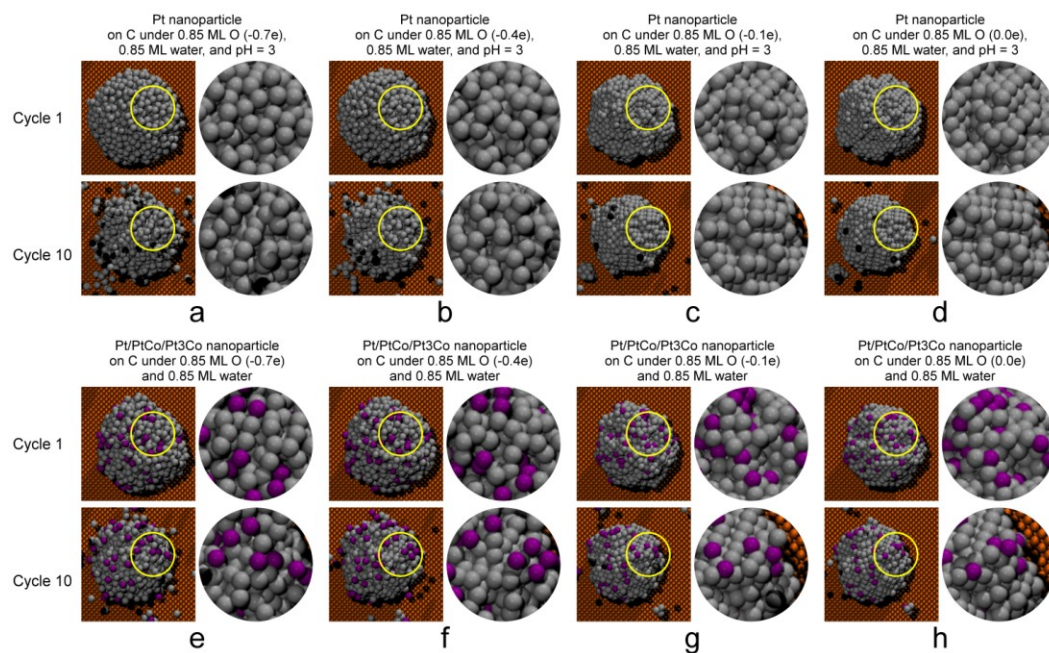 Pt nanoparticle
on C under 0.85 ML O (-0.7e),
0.85 ML water, and pH = 3
Pt nanoparticle
on C under 0.85 ML O (-0.4e),
0.85 ML water, and pH = 3
Pt nanoparticle
on C under 0.85 ML O (-0.1e),
0.85 ML water, and pH = 3
Pt nanoparticle
on C under 0.85 ML O (0.0e),
0.85 ML water, and pH = 3
Cycle 1
Cycle 10
a
b
c
d
Pt/PtCo/Pt3Co nanoparticle
on C under 0.85 ML O (-0.7e)
and 0.85 ML water
Pt/PtCo/Pt3Co nanoparticle
on C under 0.85 ML O (-0.4e)
and 0.85 ML water
Pt/PtCo/Pt3Co nanoparticle
on C under 0.85 ML O (-0.1e)
and 0.85 ML water
Pt/PtCo/Pt3Co nanoparticle
on C under 0.85 ML O (0.0e)
and 0.85 ML water
Cycle 1
Cycle 10
e
f
g
h